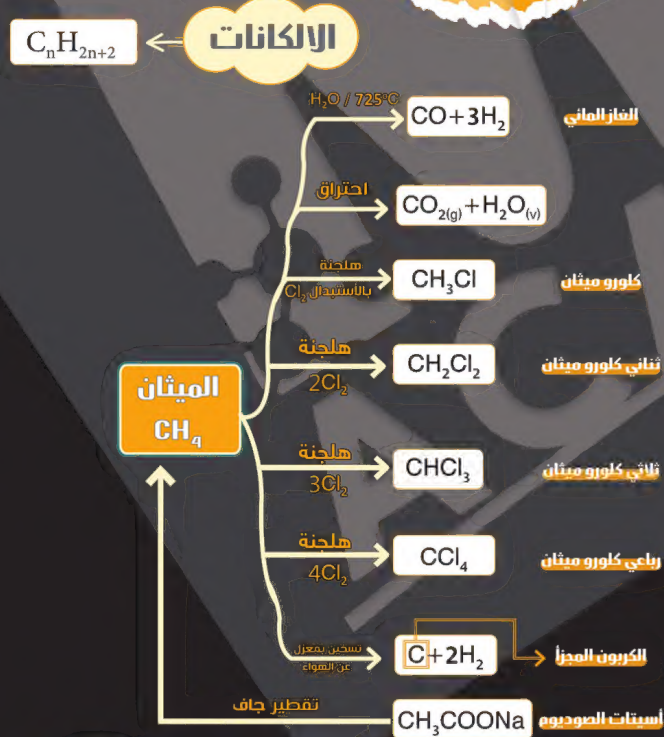 الالكانات
CₙH₂ₙ₊₂
H₂O / 725°C
CO+3H₂
الغاز المائي
احتراق
CO₂₍g₎+H₂O₍v₎
هلجنة
بالأستبدال Cl₂
CH₃Cl
كلورو ميثان
هلجنة
2Cl₂
CH₂Cl₂
ثنائي كلورو ميثان
الميثان
CH₄
هلجنة
3Cl₂
CHCl₃
ثلاثي كلورو ميثان
هلجنة
4Cl₂
CCl₄
رباعي كلورو ميثان
تسخين بمعزل
عن الهواء
C+2H₂
الكربون المجزأ
تقطير جاف
CH₃COONa
أسيتات الصوديوم